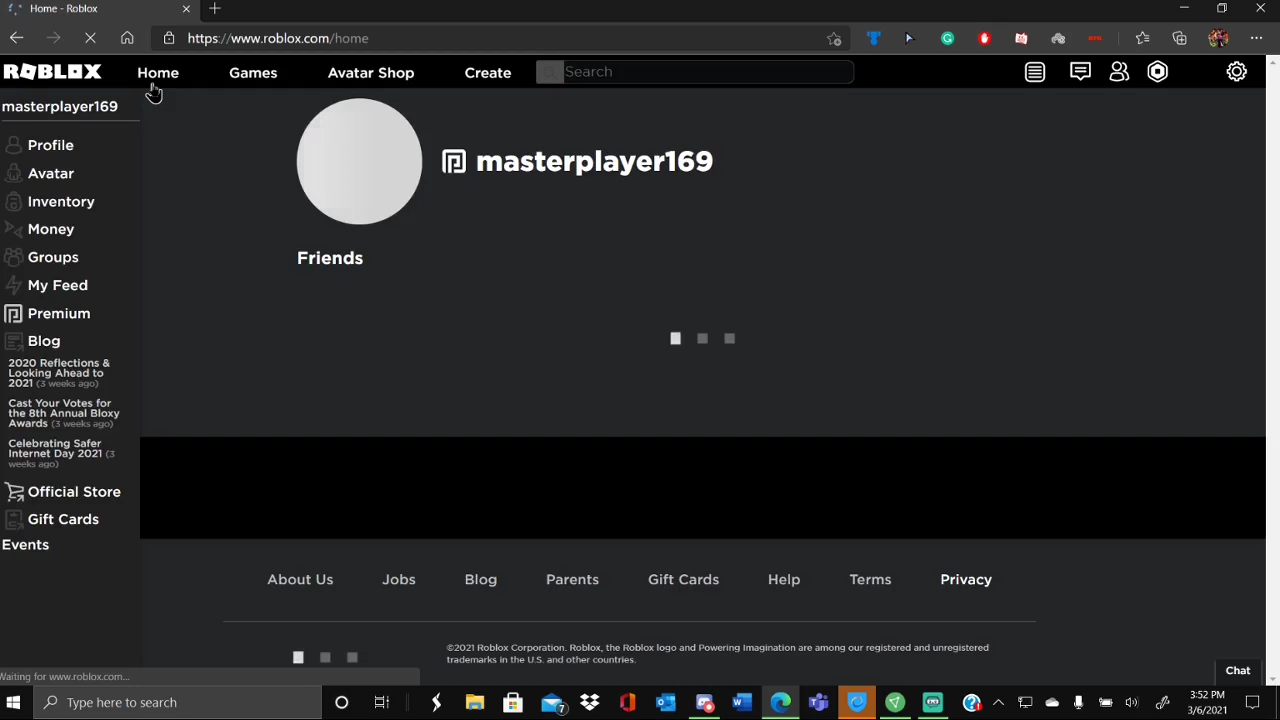 Home - Roblox
https://www.roblox.com/home
ROBLOX Home Games Avatar Shop Create Search
masterplayer169
masterplayer169
Profile
Avatar
Inventory
Money
Groups
My Feed
Premium
Blog
2020 Reflections &
Looking Ahead to
2021 (3 weeks ago)
Cast Your Votes for
the 8th Annual Bloxy
Awards (3 weeks ago)
Celebrating Safer
Internet Day 2021 (3
weeks ago)
Official Store
Gift Cards
Events
Friends
About Us Jobs Blog Parents Gift Cards Help Terms Privacy
©2021 Roblox Corporation. Roblox, the Roblox logo and Powering Imagination are among our registered and unregistered
trademarks in the U.S. and other countries.
Chat
Waiting for www.roblox.com...
Type here to search
7
3:52 PM
3/6/2021